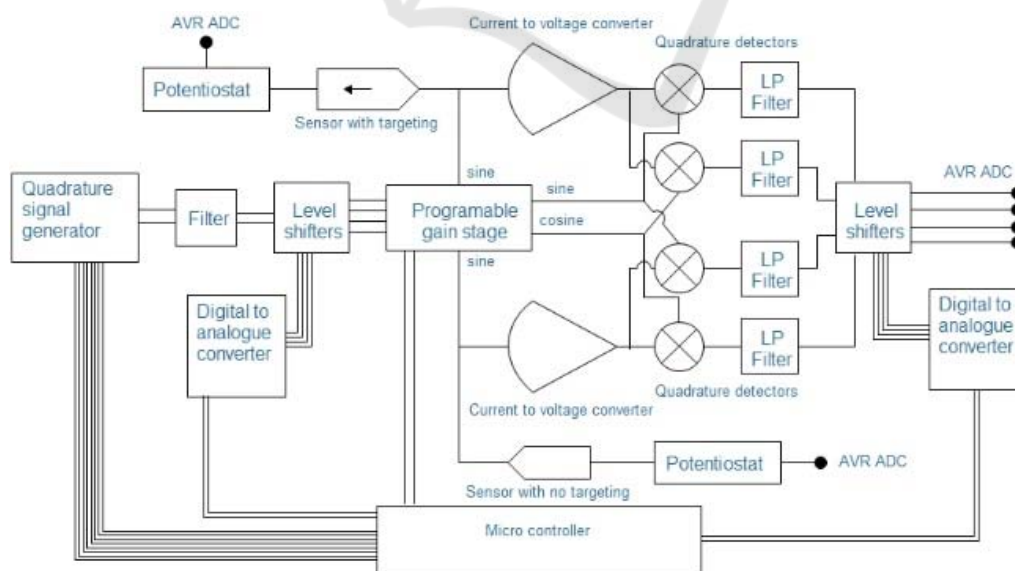 AVR ADC
Current to voltage converter
Quadrature detectors
Potentiostat
Sensor with targeting
LP
Filter
LP
Filter
AVR ADC
Quadrature
signal
generator
Filter
Level
shifters
sine
Programable
gain stage
sine
cosine
sine
Level
shifters
LP
Filter
Digital to
analogue
converter
Digital to
analogue
converter
LP
Filter
Quadrature detectors
Current to voltage converter
Potentiostat
AVR ADC
Sensor with no targeting
Micro controller